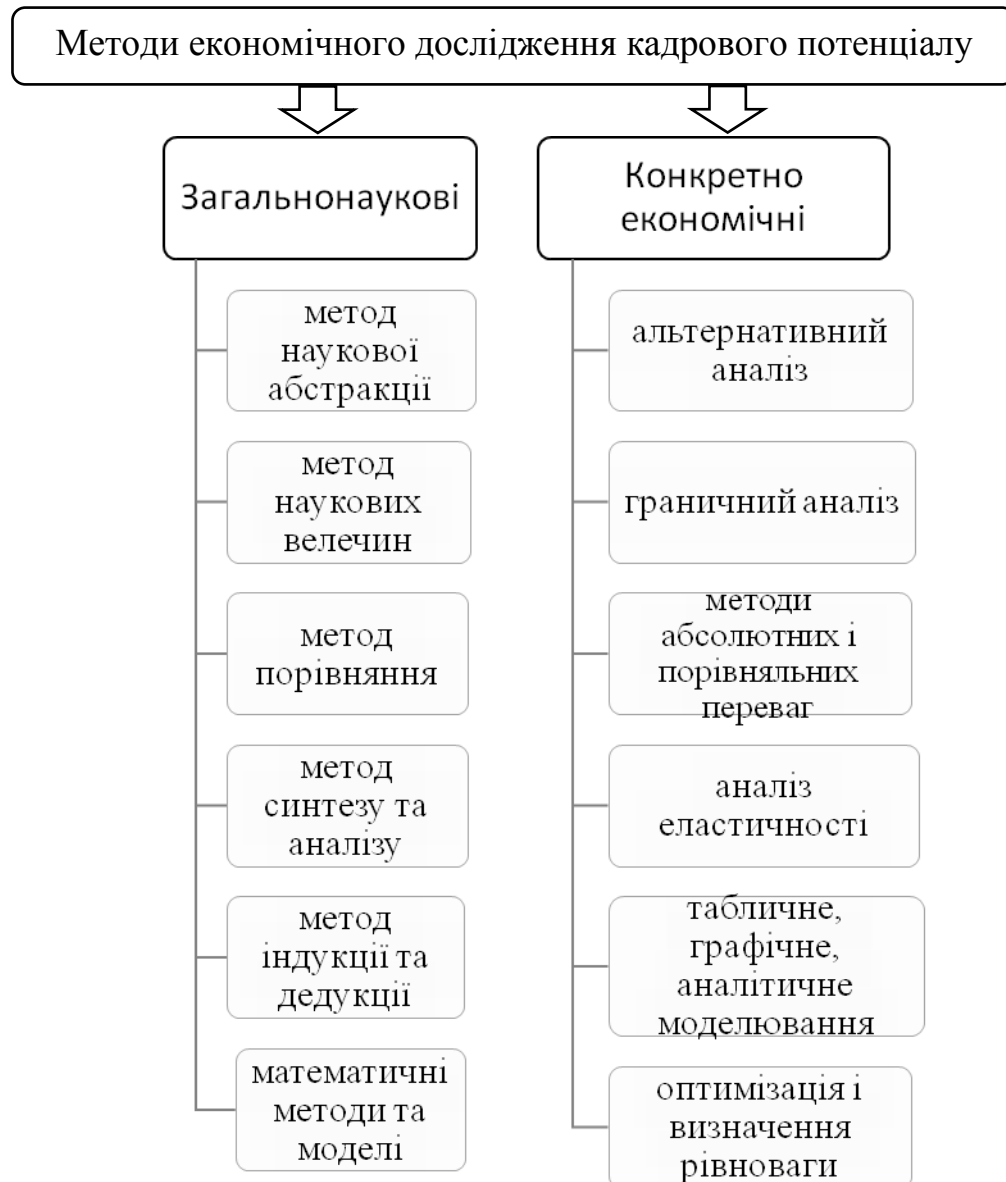 Методи економічного дослідження кадрового потенціалу
Загальнонаукові
метод
наукової
абстракції
метод
наукових
велечин
метод
порівняння
метод
синтезу та
аналізу
метод
індукції та
дедукції
математичні
методи та
моделі
Конкретно
економічні
альтернативний
аналіз
граничний аналіз
методи
абсолютних і
порівняльних
переваг
аналіз
еластичності
табличне,
графічне,
аналітичне
моделювання
оптимізація і
визначення
рівноваги